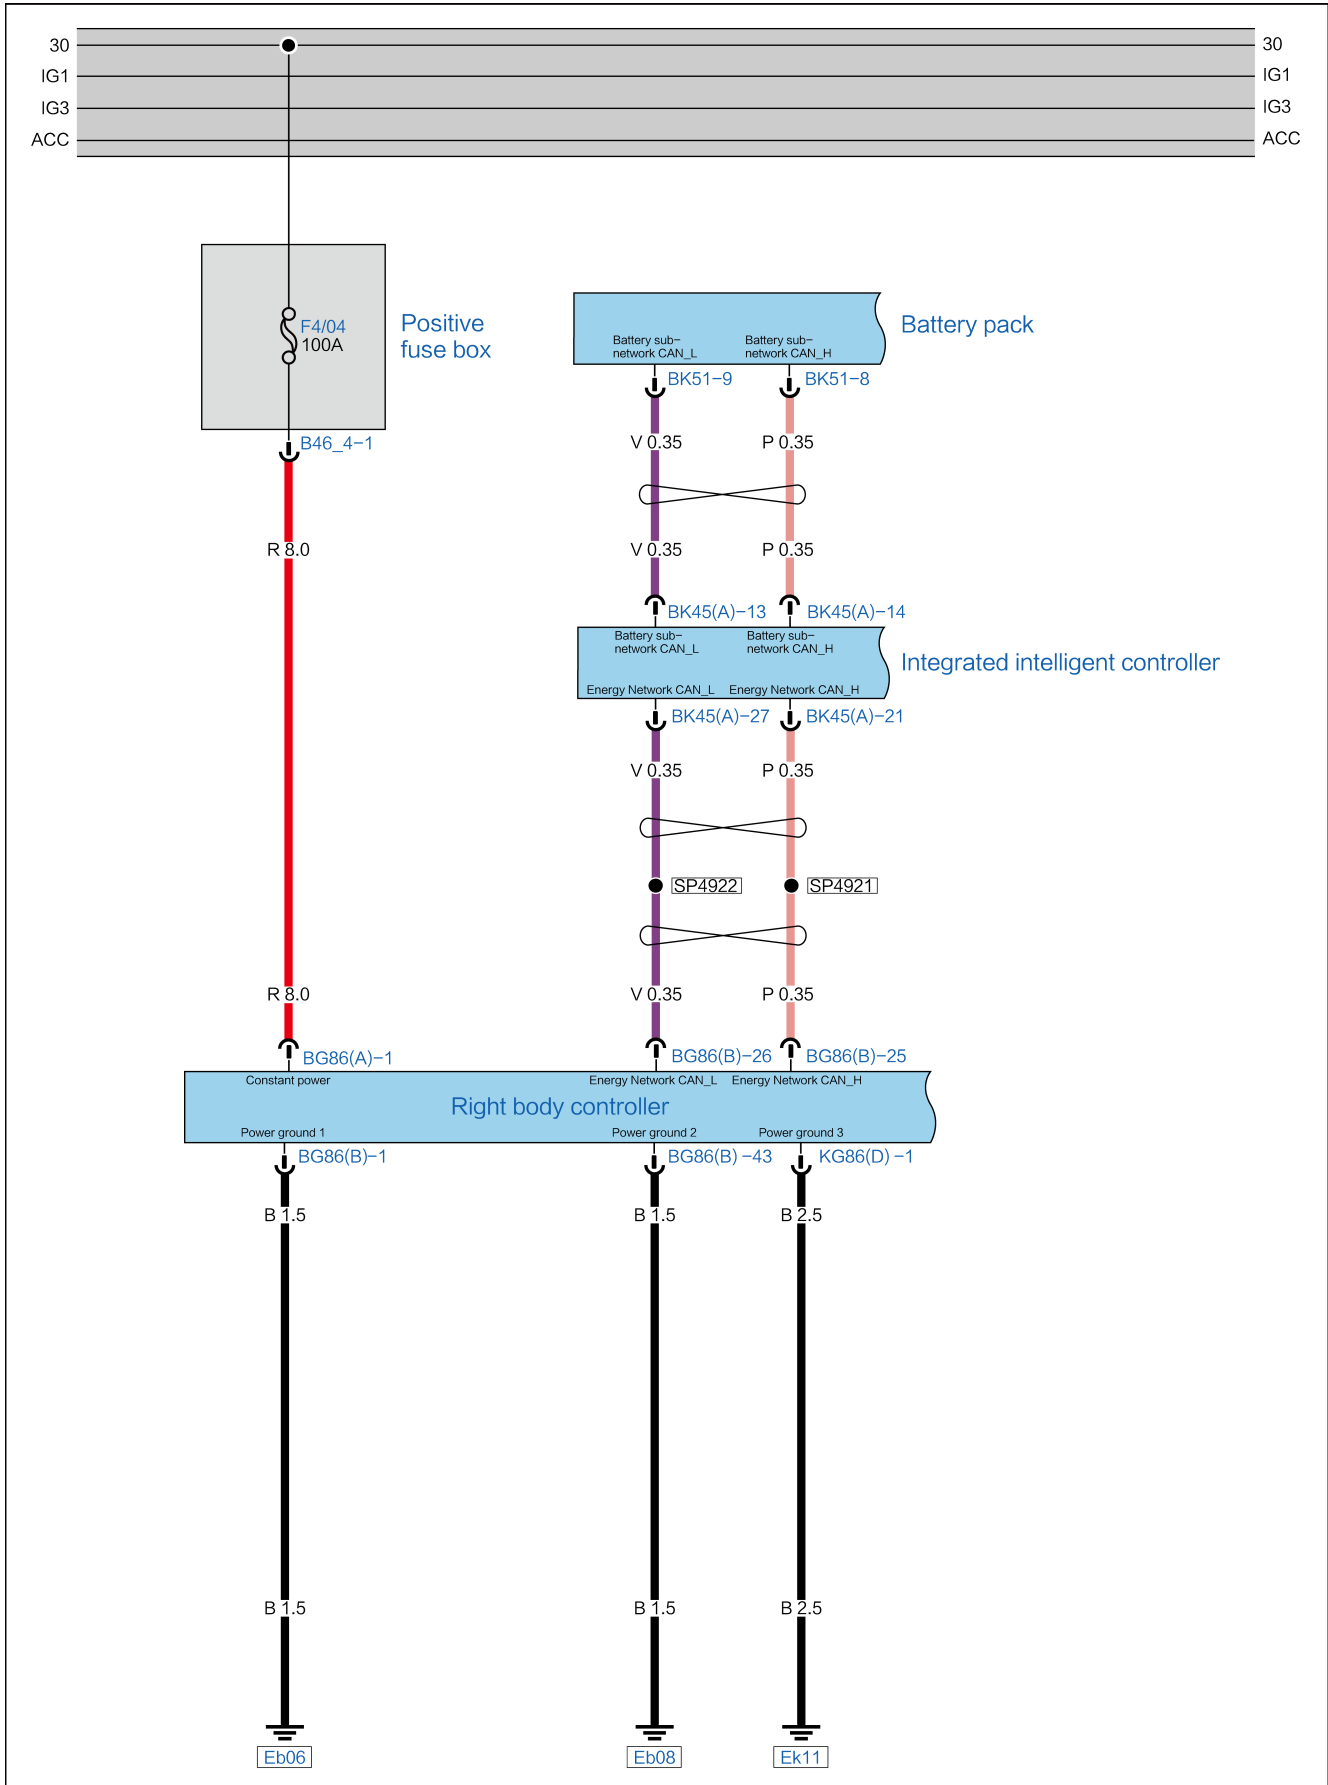 30 30
IG1 IG1
IG3 IG3
ACC ACC
F4/04
100A
Positive
fuse box
B46_4-1
Battery sub-
network CAN_L
Battery sub-
network CAN_H
Battery pack
BK51-9
BK51-8
V 0.35
P 0.35
V 0.35
P 0.35
R 8.0
BK45(A)-13
BK45(A)-14
Battery sub-
network CAN_L
Battery sub-
network CAN_H
Integrated intelligent controller
Energy Network CAN_L
Energy Network CAN_H
BK45(A)-27
BK45(A)-21
V 0.35
P 0.35
SP4922
SP4921
R 8.0
V 0.35
P 0.35
BG86(A)-1
BG86(B)-26
BG86(B)-25
Constant power
Energy Network CAN_L
Energy Network CAN_H
Right body controller
Power ground 1
Power ground 2
Power ground 3
BG86(B)-1
BG86(B) -43
KG86(D) -1
B 1.5
B 1.5
B 2.5
B 1.5
B 1.5
B 2.5
Eb06
Eb08
Ek11